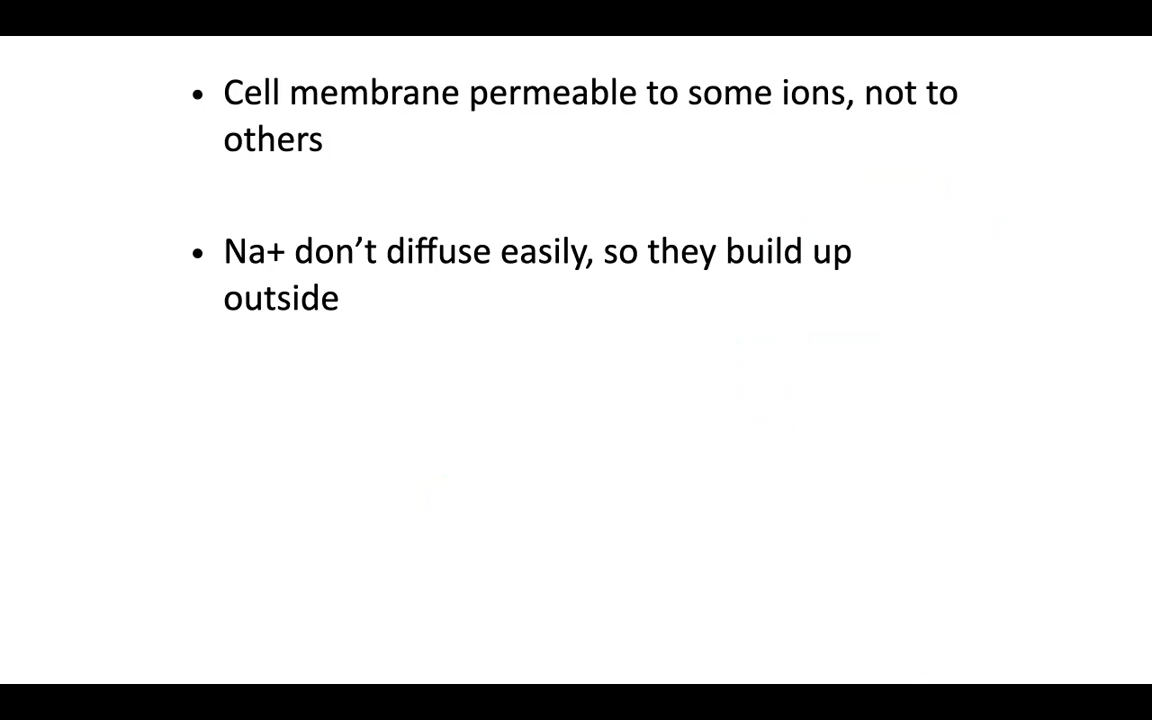 • Cell membrane permeable to some ions, not to
others
• Na+ don’t diffuse easily, so they build up
outside